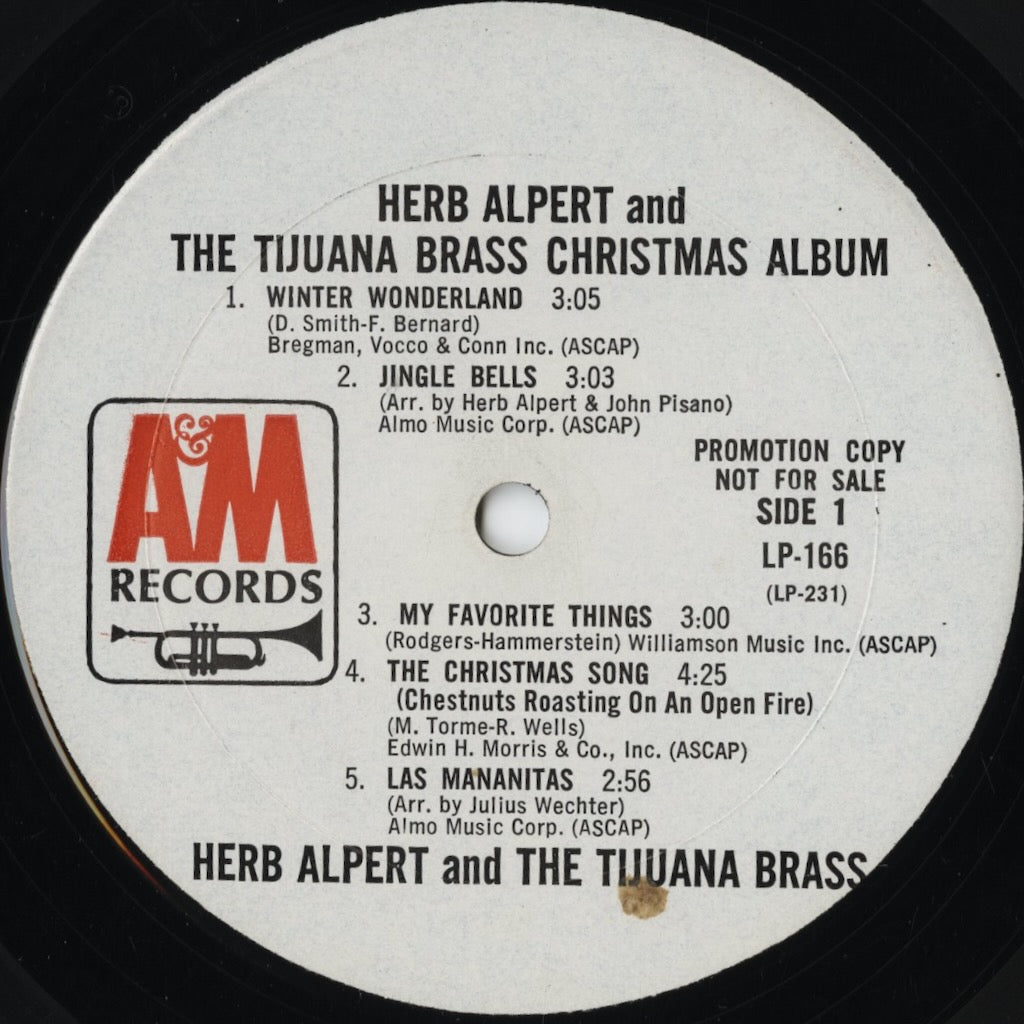 HERB ALPERT and
THE TIJUANA BRASS CHRISTMAS ALBUM
1. WINTER WONDERLAND 3:05
(D. Smith-F. Bernard)
Bregman, Vocco & Conn Inc. (ASCAP)
2. JINGLE BELLS 3:03
(Arr. by Herb Alpert & John Pisano)
Almo Music Corp. (ASCAP)
A&M
RECORDS
PROMOTION COPY
NOT FOR SALE
SIDE 1
LP-166
(LP-231)
3. MY FAVORITE THINGS 3:00
(Rodgers-Hammerstein) Williamson Music Inc. (ASCAP)
4. THE CHRISTMAS SONG 4:25
(Chestnuts Roasting On An Open Fire)
(M. Torme-R. Wells)
Edwin H. Morris & Co., Inc. (ASCAP)
5. LAS MANANITAS 2:56
(Arr. by Julius Wechter)
Almo Music Corp. (ASCAP)
HERB ALPERT and THE TIJUANA BRASS